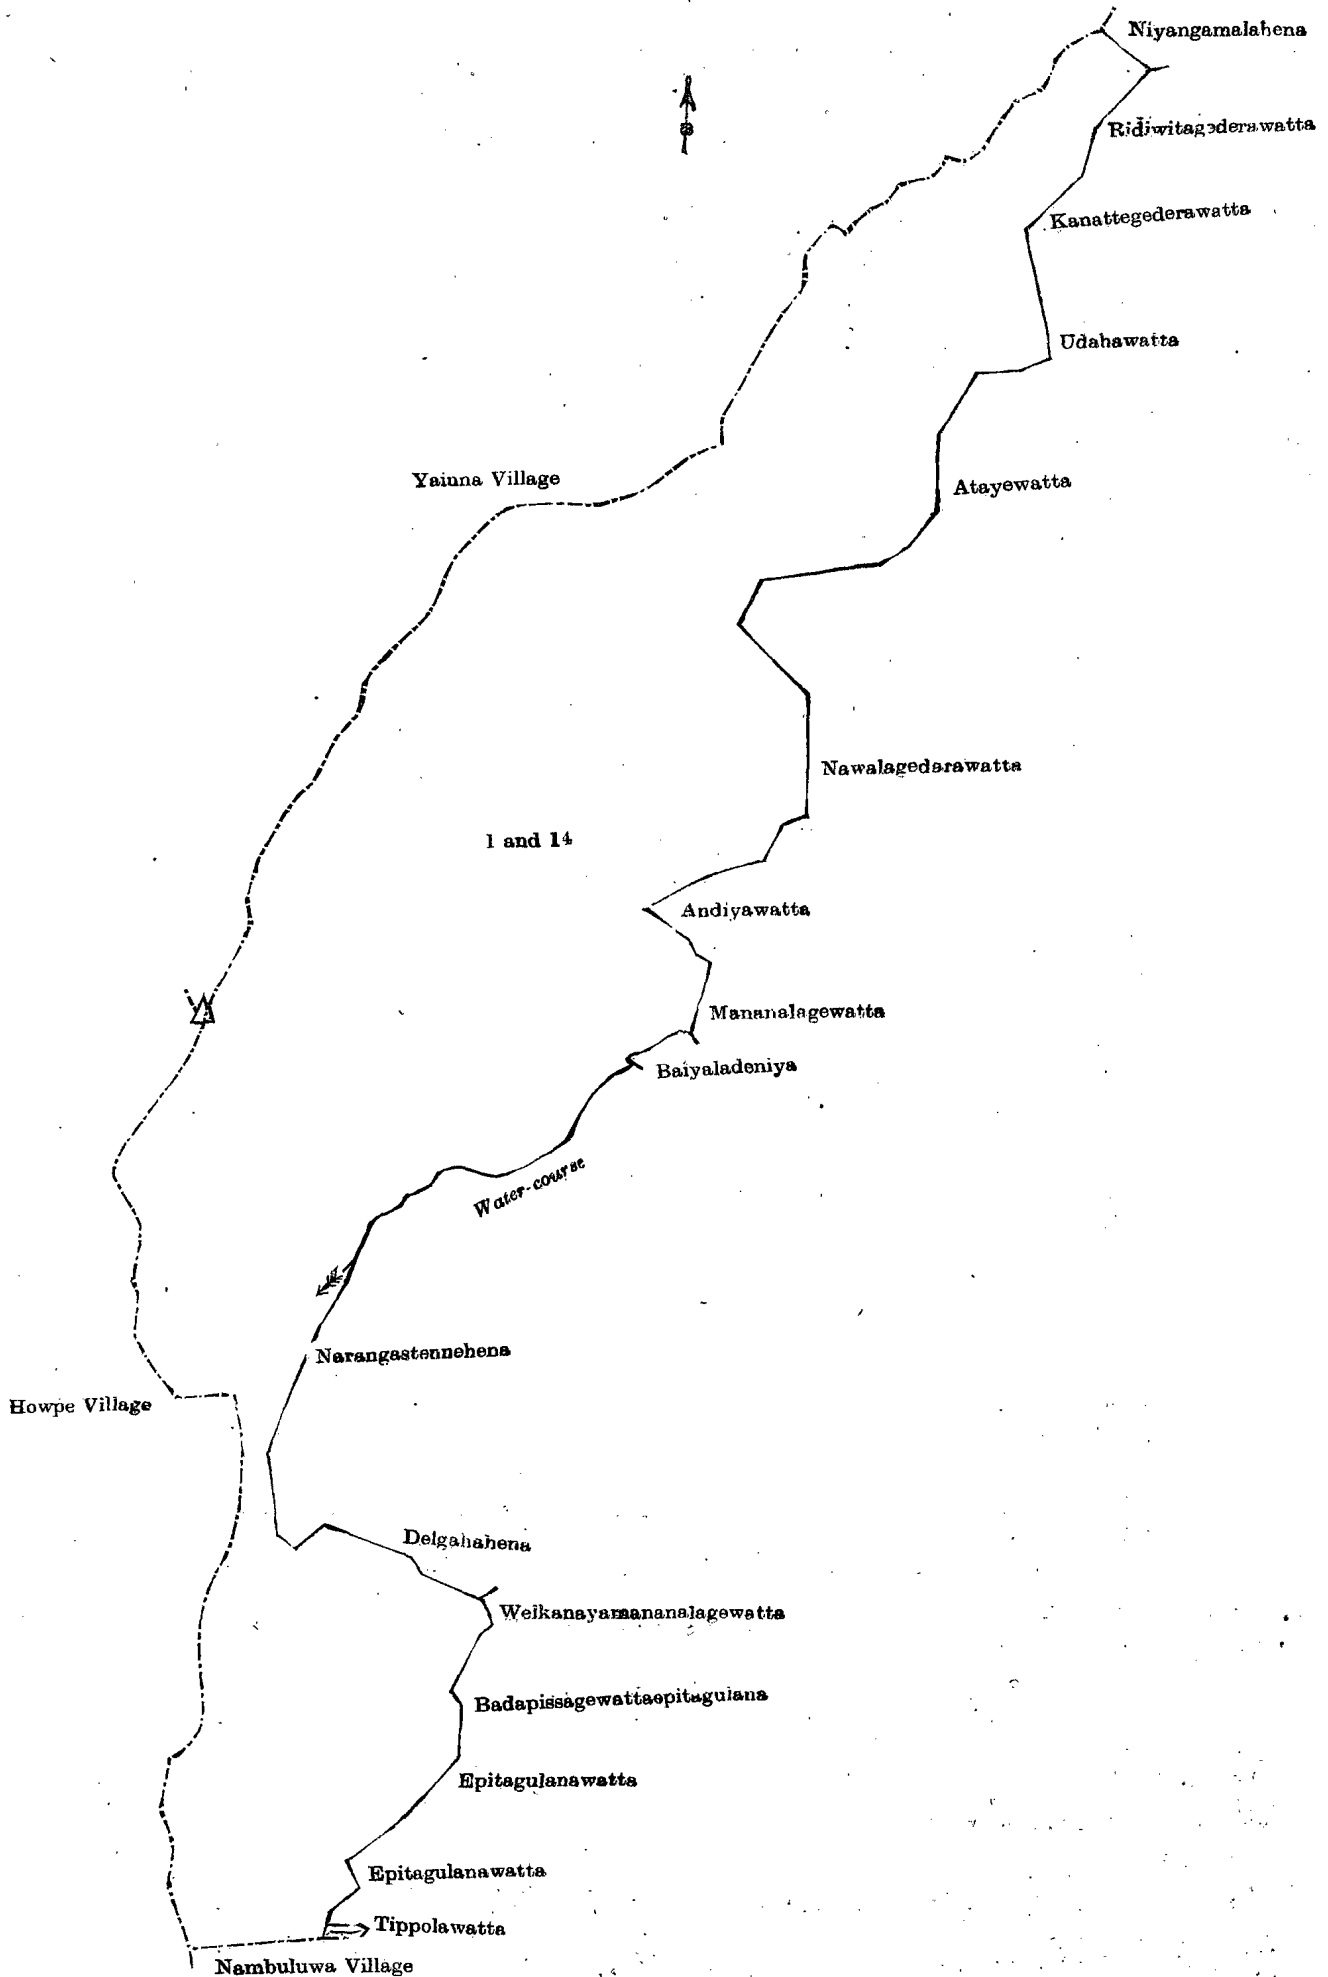 Niyangamalahena
Ridiwitagederawatta
Kanattegederawatta
Udahawatta
Yainna Village
Atayewatta
Nawalagedarawatta
1 and 14
Andiyawatta
Mananalagewatta
Baiyaladeniya
Water-course
Narangastennehena
Howpe Village
Delgahahena
Welkanayamananalagewatta
Badapissagewattaepitagulana
Epitagulanawatta
Epitagulanawatta
Tippolawatta
Nambuluwa Village